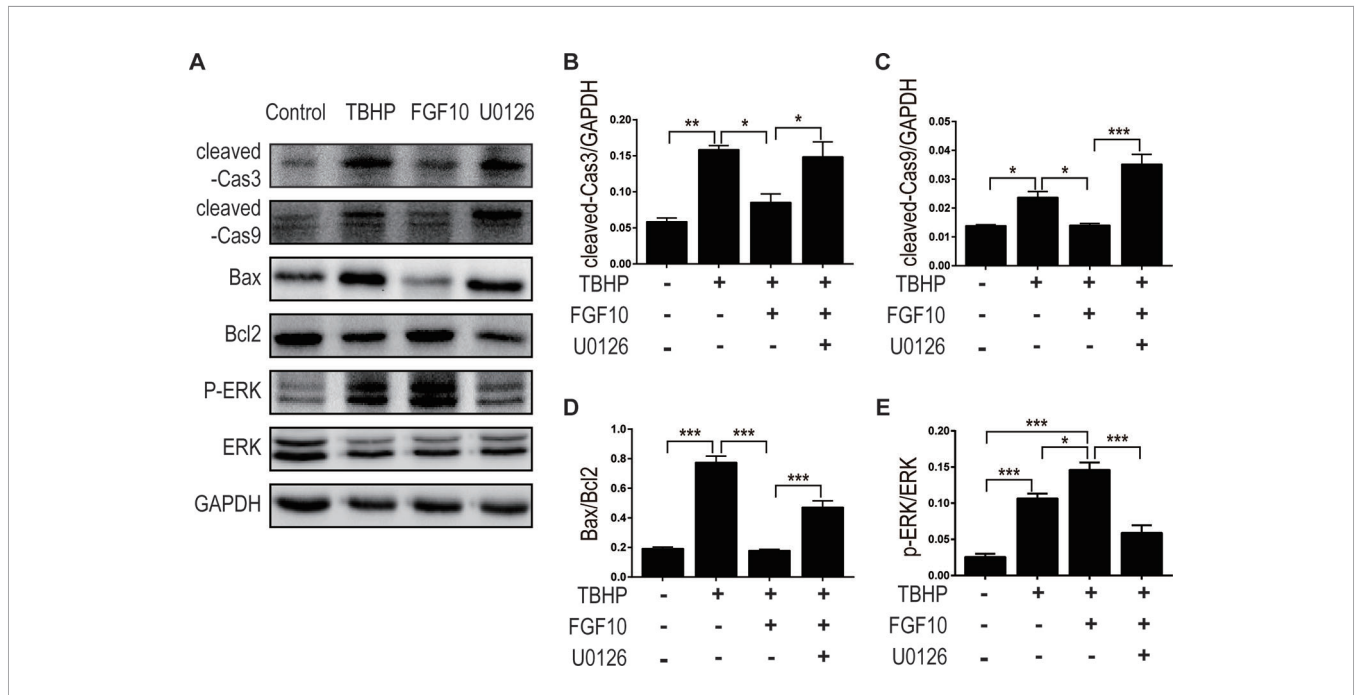 A
Control TBHP FGF10 U0126
cleaved
-Cas3
cleaved
-Cas9
Bax
Bcl2
P-ERK
ERK
GAPDH
B
cleaved-Cas3/GAPDH
0.20
0.15
0.10
0.05
0.00
** * *
TBHP - + + +
FGF10 - - + +
U0126 - - - +
C
cleaved-Cas9/GAPDH
0.05
0.04
0.03
0.02
0.01
0.00
* * ***
TBHP - + + +
FGF10 - - + +
U0126 - - - +
D
Bax/Bcl2
1.0
0.8
0.6
0.4
0.2
0.0
*** *** ***
TBHP - + + +
FGF10 - - + +
U0126 - - - +
E
p-ERK/ERK
0.20
0.15
0.10
0.05
0.00
***
*** * ***
TBHP - + + +
FGF10 - - + +
U0126 - - - +